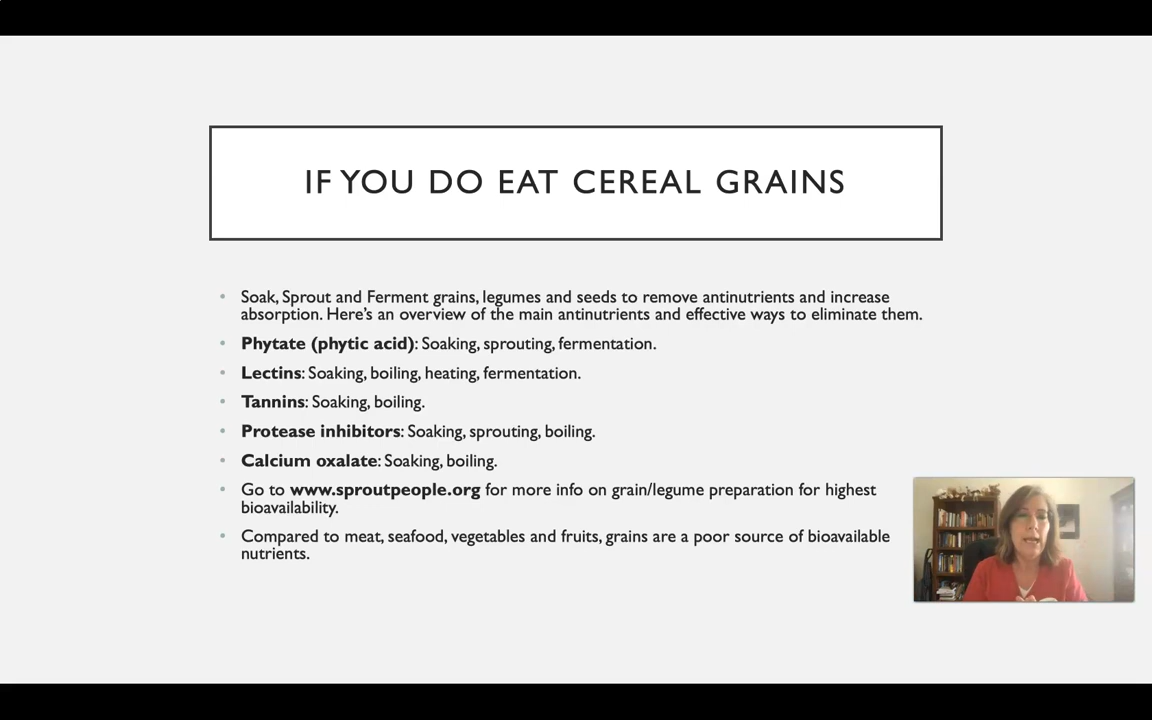 IF YOU DO EAT CEREAL GRAINS
• Soak, Sprout and Ferment grains, legumes and seeds to remove antinutrients and increase
absorption. Here's an overview of the main antinutrients and effective ways to eliminate them.
• Phytate (phytic acid): Soaking, sprouting, fermentation.
• Lectins: Soaking, boiling, heating, fermentation.
• Tannins: Soaking, boiling.
• Protease inhibitors: Soaking, sprouting, boiling.
• Calcium oxalate: Soaking, boiling.
• Go to www.sproutpeople.org for more info on grain/legume preparation for highest
bioavailability.
• Compared to meat, seafood, vegetables and fruits, grains are a poor source of bioavailable
nutrients.